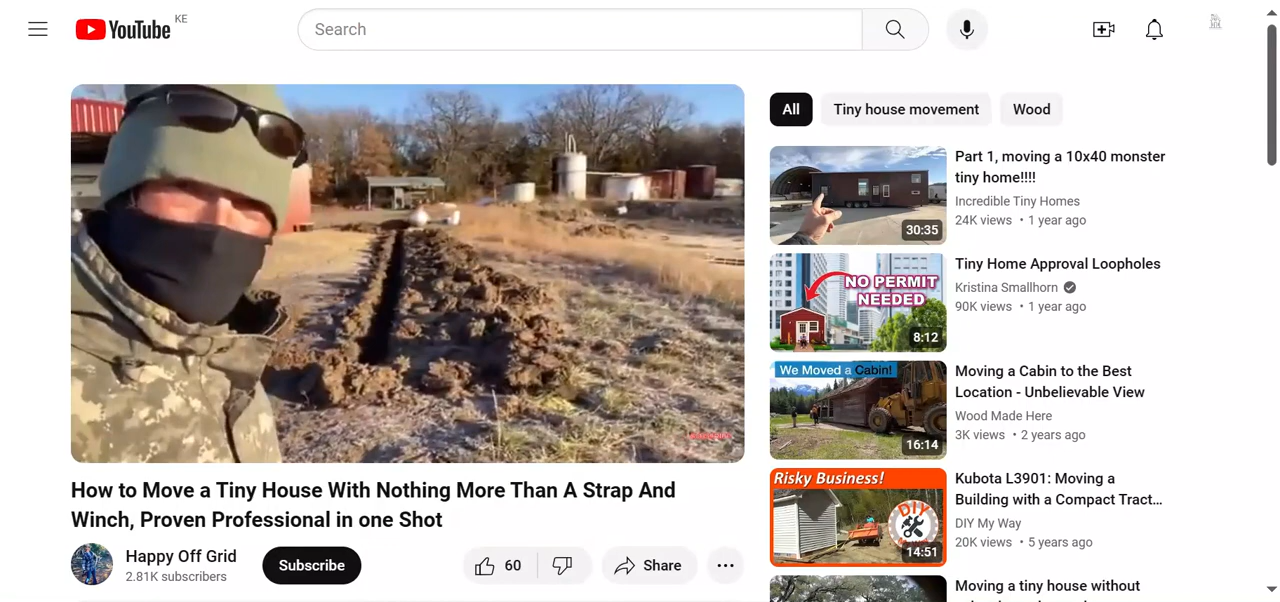 YouTube KE
Search
All
Tiny house movement
Wood
Part 1, moving a 10x40 monster
tiny home!!!!
Incredible Tiny Homes
24K views • 1 year ago
30:35
NO PERMIT
NEEDED
8:12
Tiny Home Approval Loopholes
Kristina Smallhorn
90K views • 1 year ago
We Moved a Cabin!
16:14
Moving a Cabin to the Best
Location - Unbelievable View
Wood Made Here
3K views • 2 years ago
Risky Business!
DIY
14:51
Kubota L3901: Moving a
Building with a Compact Tract...
DIY My Way
20K views • 5 years ago
Moving a tiny house without
How to Move a Tiny House With Nothing More Than A Strap And
Winch, Proven Professional in one Shot
Happy Off Grid
2.81K subscribers
Subscribe
60
Share